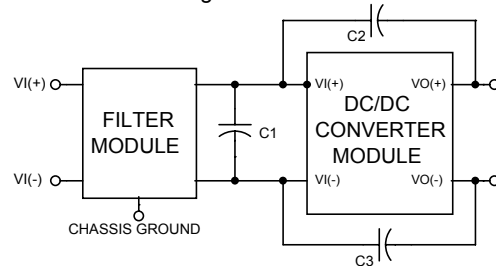 C2
VI(+)
VI(+)
VO(+)
FILTER
MODULE
C1
DC/DC
CONVERTER
MODULE
VI(-)
VI(-)
VO(-)
CHASSIS GROUND
C3